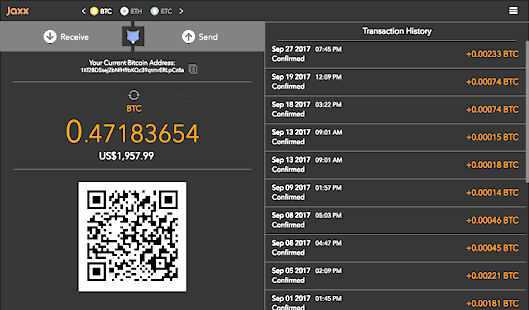 Jaxx
BTC ETH ETC
Receive
Send
Your Current Bitcoin Address:
BTC
0.47183654
US$1,957.99
Transaction History
Sep 27 2017 07:45 PM
Confirmed
+0.00233 BTC
Sep 19 2017 12:09 PM
Confirmed
+0.00074 BTC
Sep 18 2017 03:22 PM
Confirmed
+0.00074 BTC
Sep 13 2017 09:01 AM
Confirmed
+0.00015 BTC
Sep 13 2017 09:01 AM
Confirmed
+0.00018 BTC
Sep 09 2017 01:57 PM
Confirmed
+0.00014 BTC
Sep 08 2017 05:03 PM
Confirmed
+0.00046 BTC
Sep 08 2017 04:47 PM
Confirmed
+0.00045 BTC
Sep 05 2017 02:09 PM
Confirmed
+0.00221 BTC
Sep 01 2017 01:45 PM
Confirmed
+0.00181 BTC